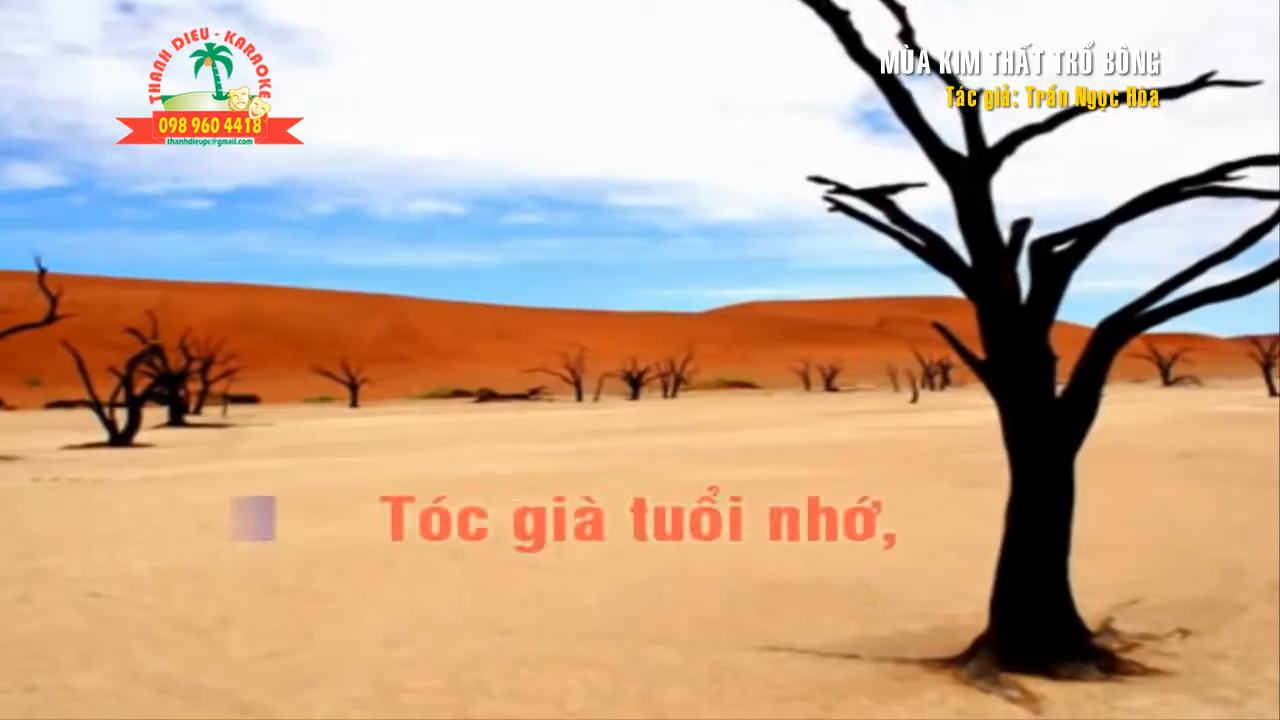 THANH DIEU - KARAOKE
098 960 4418
thanhdieupc@gmail.com
MÙA KIM THẤT TRỔ BÔNG
Tác giả: Trần Ngọc Hòa
Tóc già tuổi nhớ,